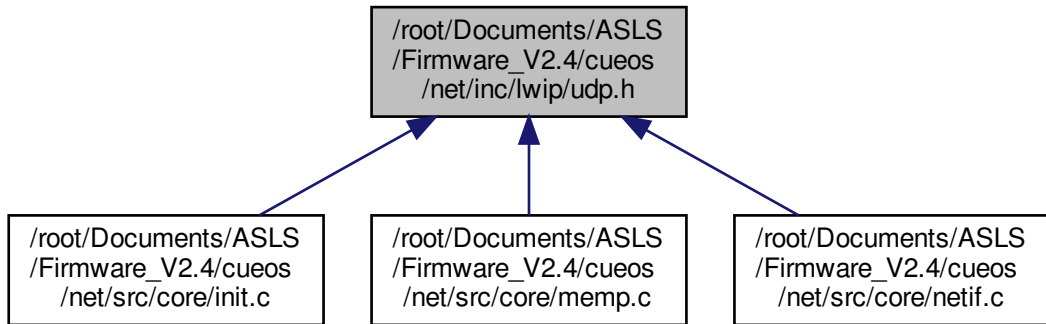 /root/Documents/ASLS
/Firmware_V2.4/cueos
/net/inc/lwip/udp.h
/root/Documents/ASLS
/Firmware_V2.4/cueos
/net/src/core/init.c
/root/Documents/ASLS
/Firmware_V2.4/cueos
/net/src/core/memp.c
/root/Documents/ASLS
/Firmware_V2.4/cueos
/net/src/core/netif.c